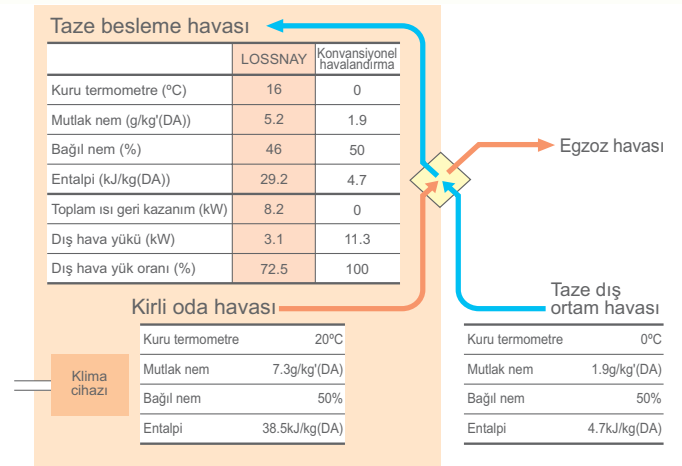 Taze besleme havası
LOSSNAY Konvansiyonel havalandırma
Kuru termometre (ºC) 16 0
Mutlak nem (g/kg'(DA)) 5.2 1.9
Bağıl nem (%) 46 50
Entalpi (kJ/kg(DA)) 29.2 4.7
Toplam ısı geri kazanım (kW) 8.2 0
Dış hava yükü (kW) 3.1 11.3
Dış hava yük oranı (%) 72.5 100
Egzoz havası
Kirli oda havası
Kuru termometre 20ºC
Mutlak nem 7.3g/kg'(DA)
Bağıl nem 50%
Entalpi 38.5kJ/kg(DA)
Klima
cihazı
Taze dış
ortam havası
Kuru termometre 0ºC
Mutlak nem 1.9g/kg'(DA)
Bağıl nem 50%
Entalpi 4.7kJ/kg(DA)